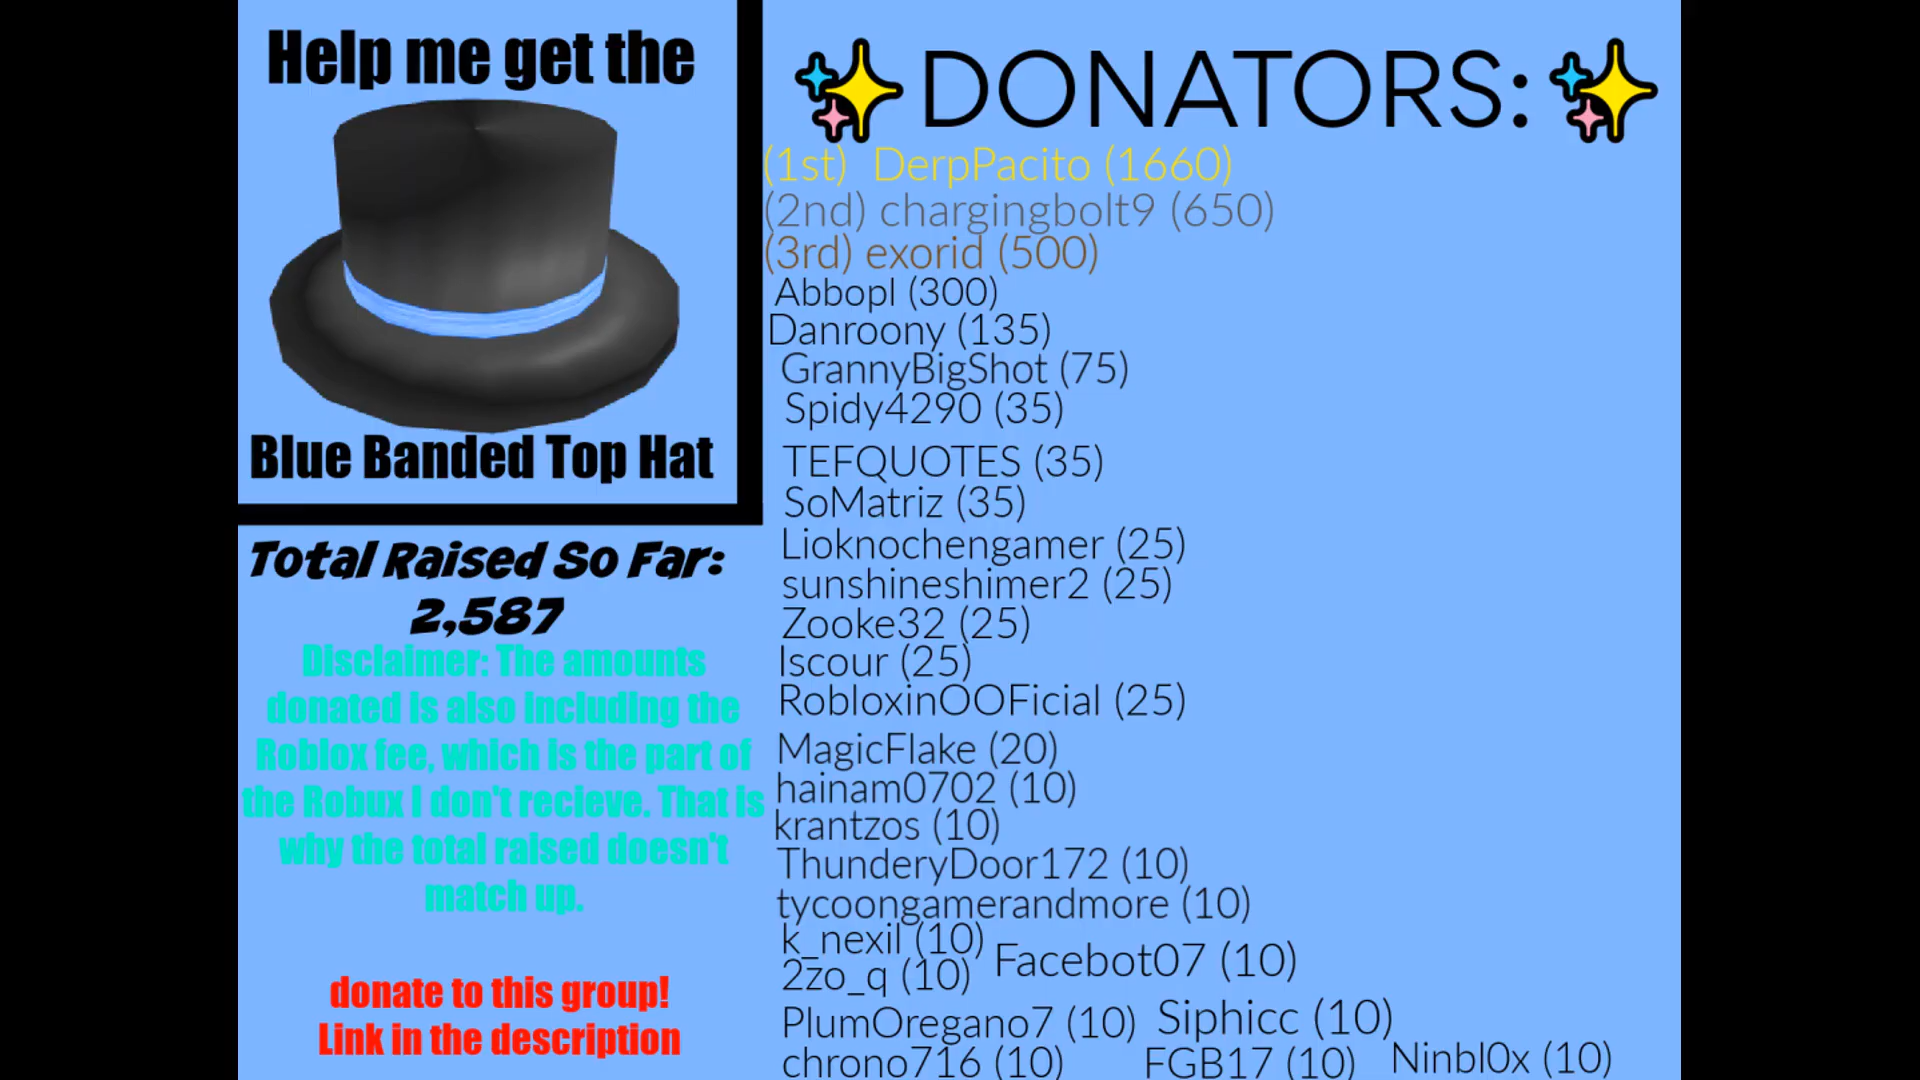 Help me get the
Blue Banded Top Hat
Total Raised So Far:
2,587
Disclaimer: The amounts
donated is also including the
Roblox fee, which is the part of
the Robux I don't recieve. That is
why the total raised doesn't
match up.
donate to this group!
Link in the description
DONATORS:
(1st) DerpPacito (1660)
(2nd) chargingbolt9 (650)
(3rd) exorid (500)
Abbopl (300)
Danroony (135)
GrannyBigShot (75)
Spidy4290 (35)
TEFQUOTES (35)
SoMatriz (35)
Lioknochengamer (25)
sunshineshimer2 (25)
Zooke32 (25)
Iscour (25)
RobloxinOOFicial (25)
MagicFlake (20)
hainam0702 (10)
krantzos (10)
ThunderyDoor172 (10)
tycoongamerandmore (10)
k_nexil (10)
2zo_q (10) Facebot07 (10)
PlumOregano7 (10) Siphicc (10)
chrono716 (10) FGB17 (10) Ninbl0x (10)